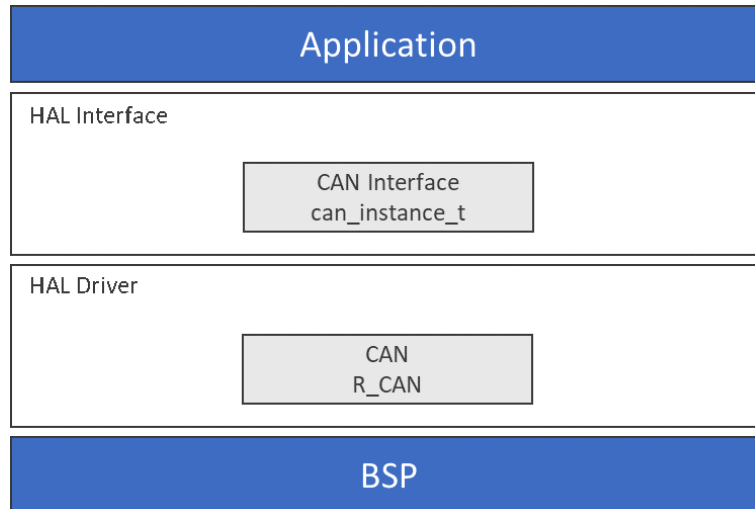 Application
HAL Interface
CAN Interface
can_instance_t
HAL Driver
CAN
R_CAN
BSP